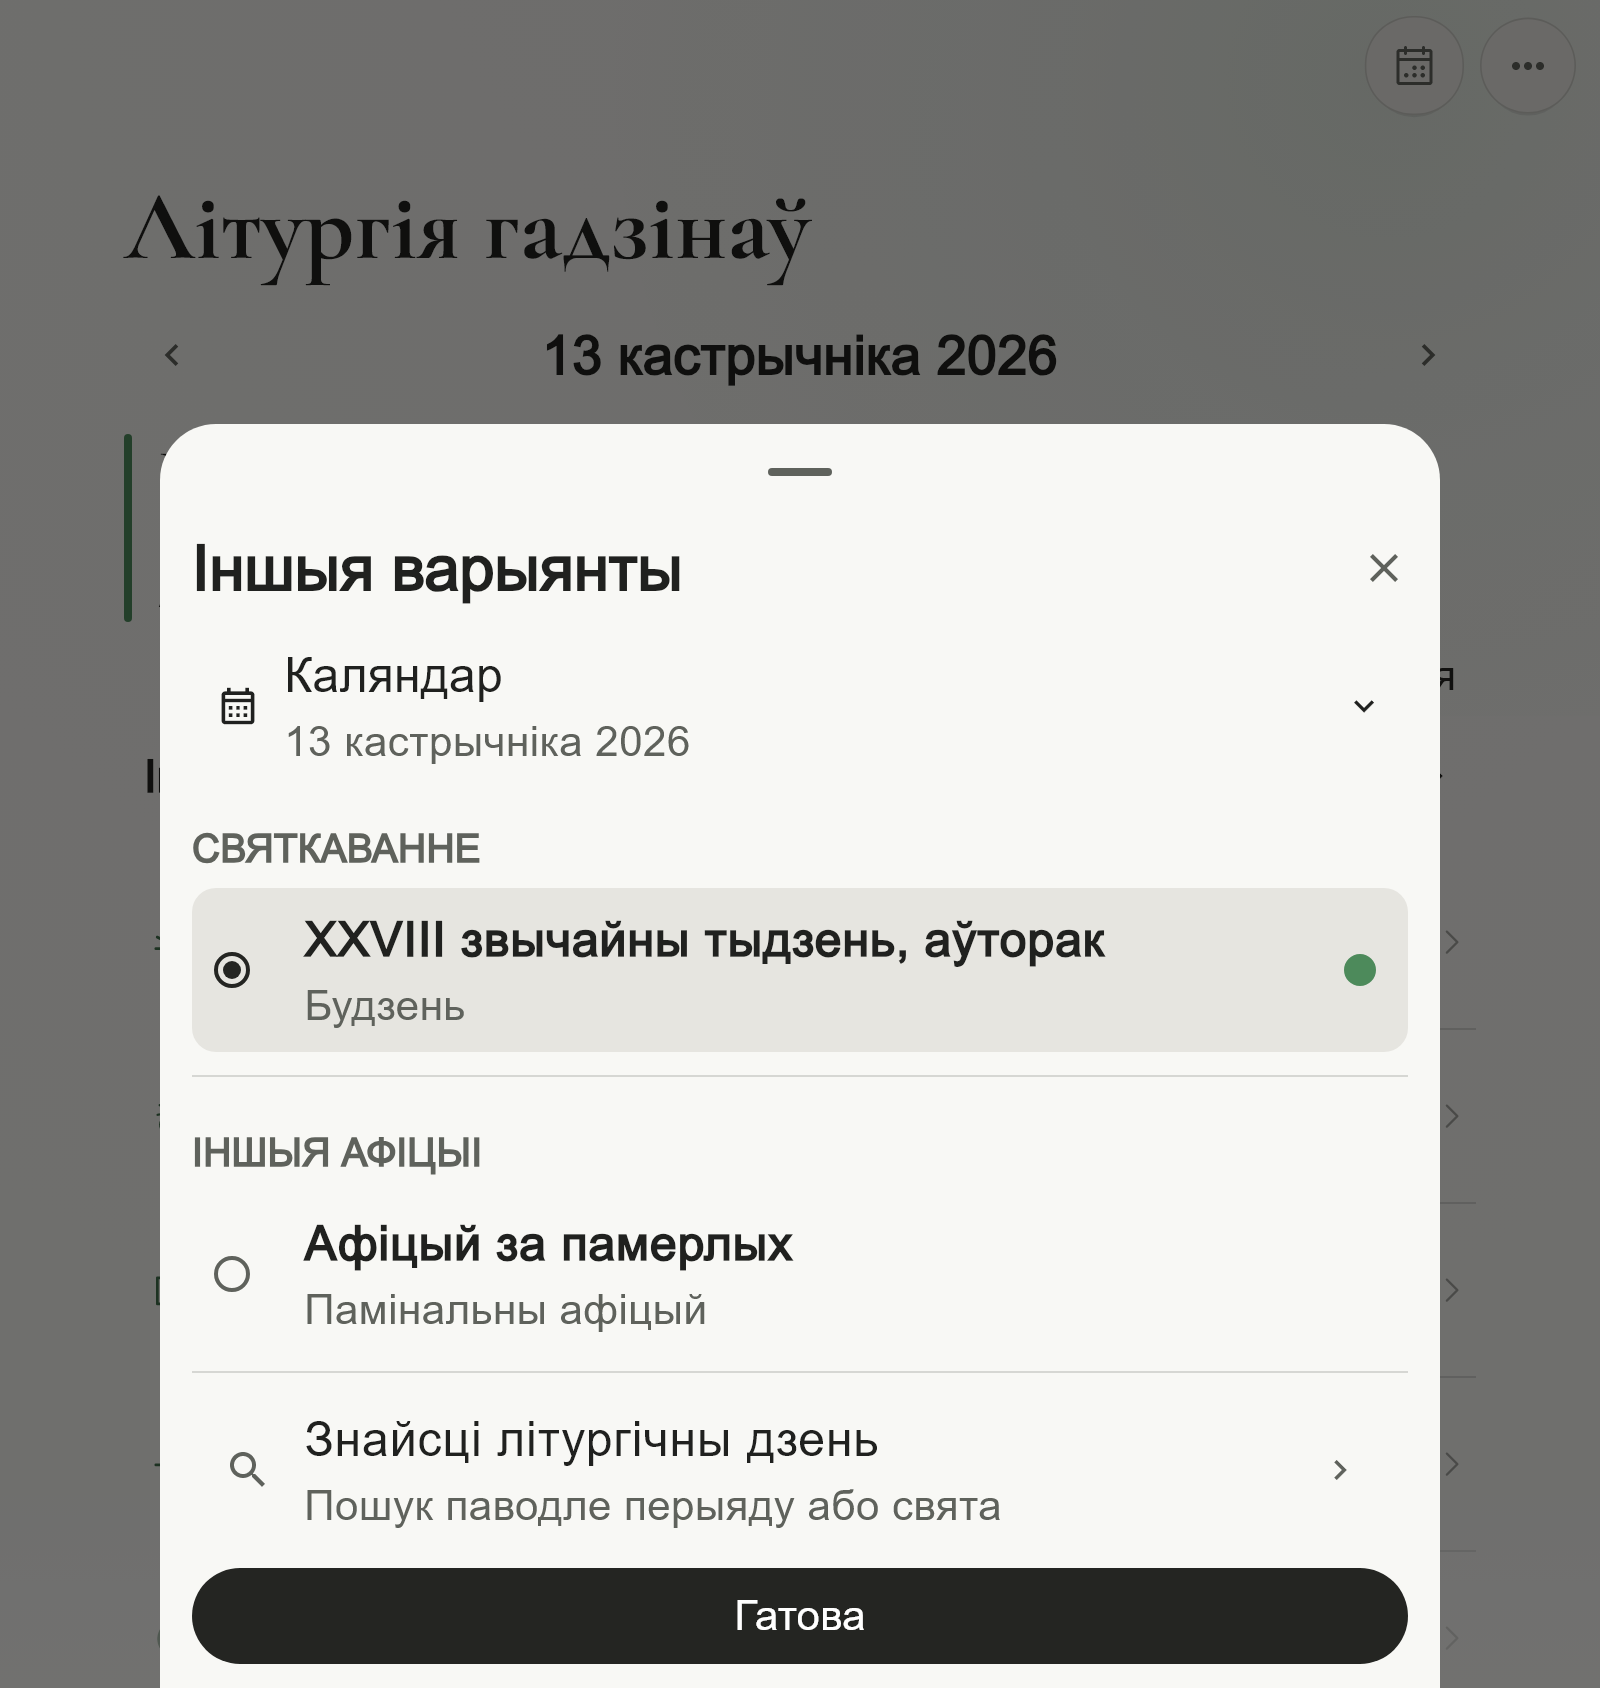 Літургія гадзінаў
13 кастрычніка 2026
Іншыя варыянты
Каляндар
13 кастрычніка 2026
СВЯТКАВАННЕ
XXVIII звычайны тыдзень, аўторак
Будзень
ІНШЫЯ АФІЦЫІ
Афіцый за памерлых
Памінальны афіцый
Знайсці літургічны дзень
Пошук паводле перыяду або свята
Гатова